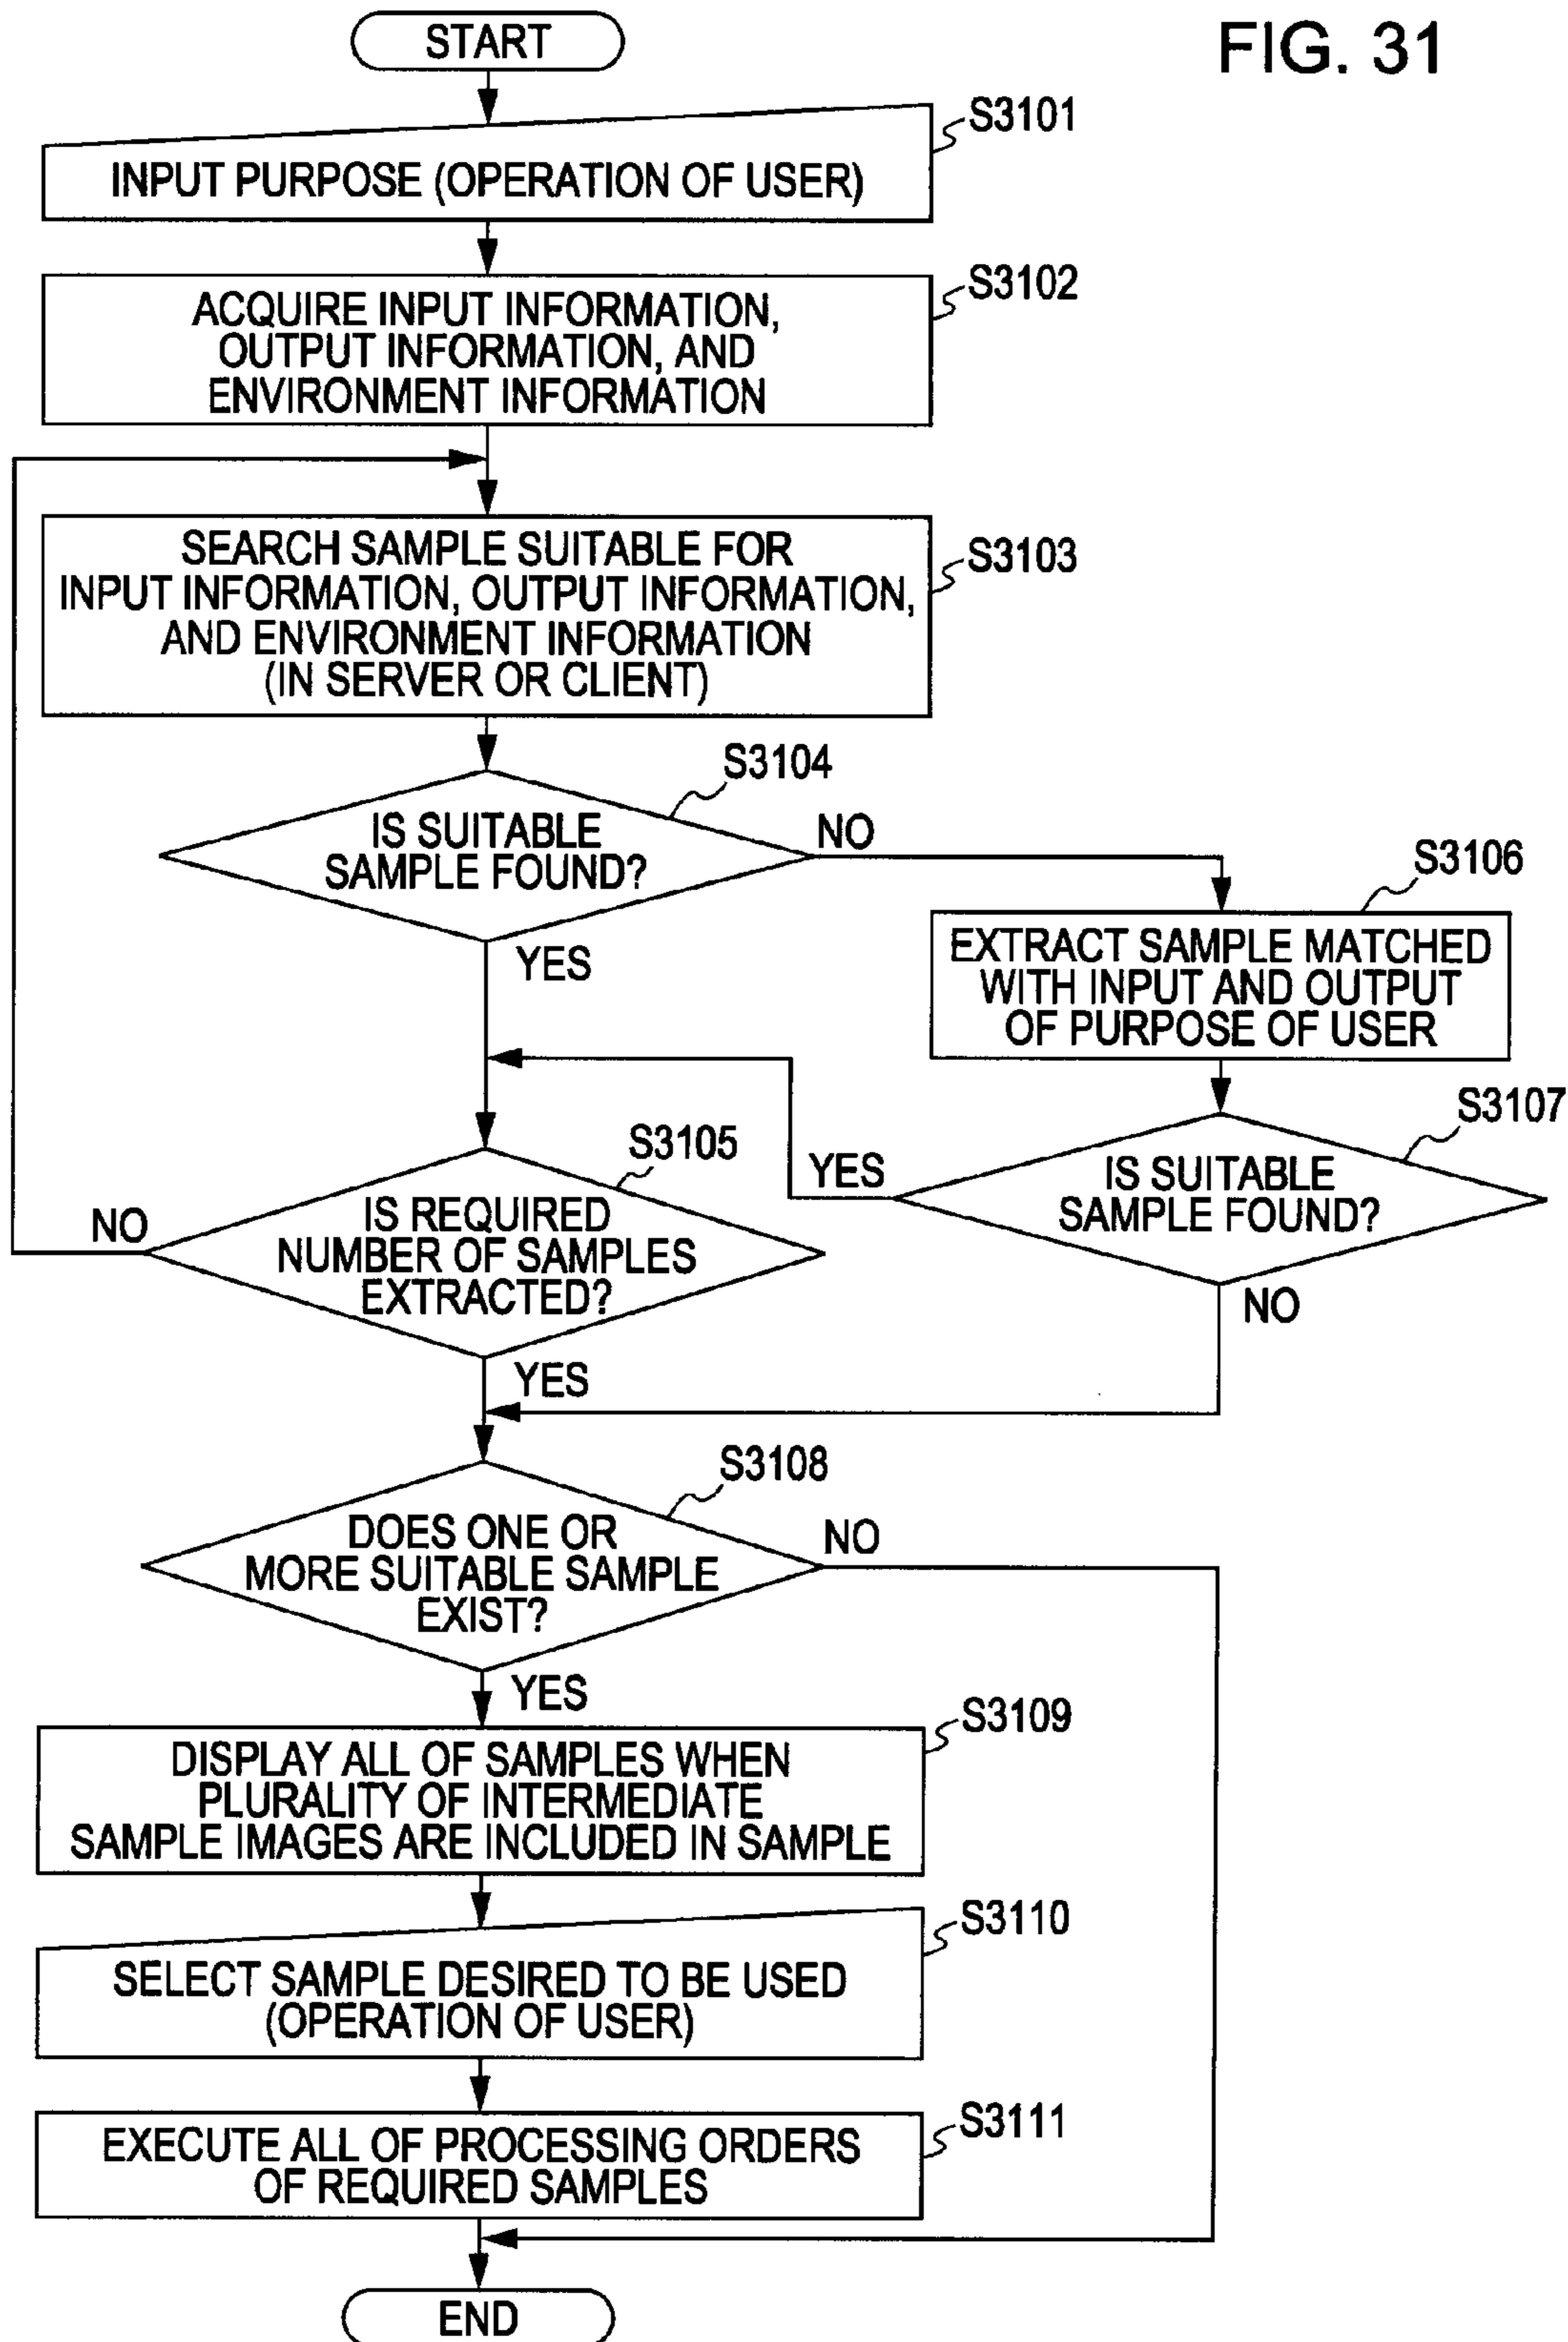 FIG. 31
START
S3101
INPUT PURPOSE (OPERATION OF USER)
S3102
ACQUIRE INPUT INFORMATION,
OUTPUT INFORMATION, AND
ENVIRONMENT INFORMATION
S3103
SEARCH SAMPLE SUITABLE FOR
INPUT INFORMATION, OUTPUT INFORMATION,
AND ENVIRONMENT INFORMATION
(IN SERVER OR CLIENT)
S3104
IS SUITABLE
SAMPLE FOUND?
NO
YES
S3106
EXTRACT SAMPLE MATCHED
WITH INPUT AND OUTPUT
OF PURPOSE OF USER
S3107
IS SUITABLE
SAMPLE FOUND?
YES
NO
S3105
IS REQUIRED
NUMBER OF SAMPLES
EXTRACTED?
NO
YES
S3108
DOES ONE OR
MORE SUITABLE SAMPLE
EXIST?
NO
YES
S3109
DISPLAY ALL OF SAMPLES WHEN
PLURALITY OF INTERMEDIATE
SAMPLE IMAGES ARE INCLUDED IN SAMPLE
S3110
SELECT SAMPLE DESIRED TO BE USED
(OPERATION OF USER)
S3111
EXECUTE ALL OF PROCESSING ORDERS
OF REQUIRED SAMPLES
END